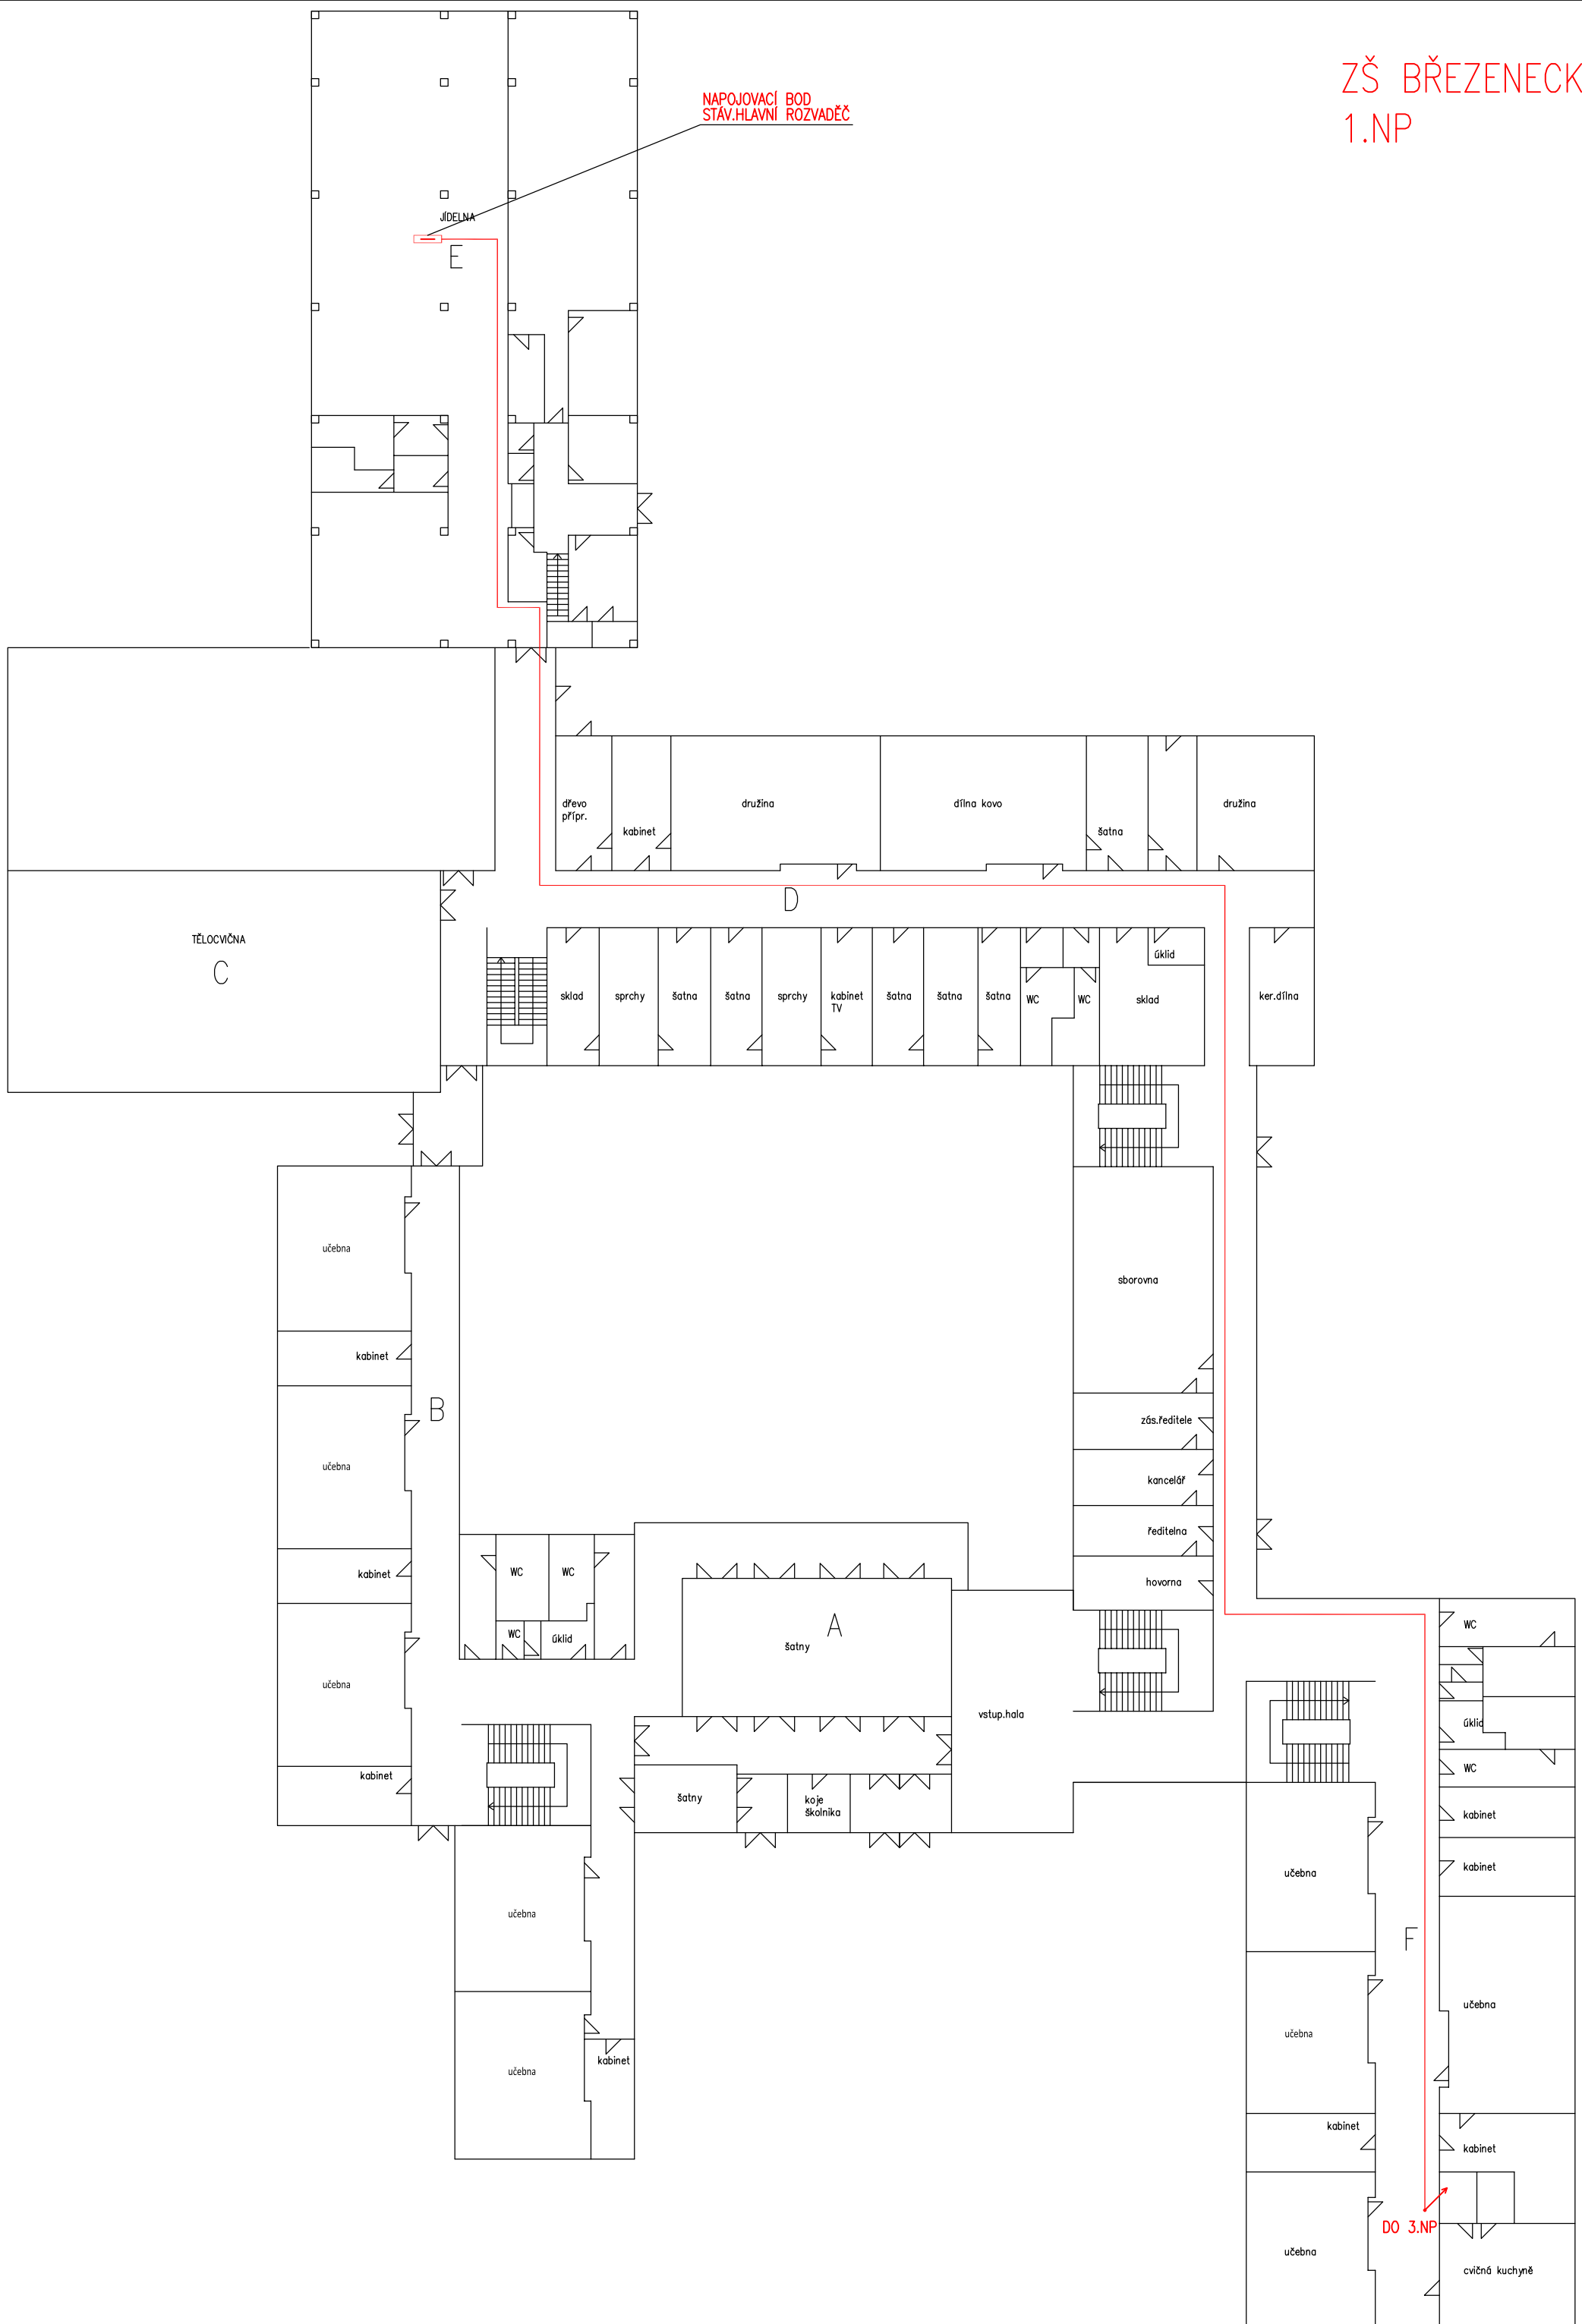 ZŠ BŘEZENECK
1.NP
NAPOJOVACÍ BOD
STÁV.HLAVNÍ ROZVADĚČ
JÍDELNA
E
dřevo
přípr.
kabinet
družina
dílna kovo
šatna
družina
D
TĚLOCVIČNA
C
sklad
sprchy
šatna
šatna
sprchy
kabinet
TV
šatna
šatna
šatna
WC
WC
úklid
sklad
ker.dílna
učebna
sborovna
kabinet
B
zás.ředitele
učebna
kancelář
ředitelna
kabinet
WC
WC
hovorna
A
šatny
WC
úklid
WC
učebna
vstup.hala
úklid
WC
kabinet
šatny
koje
školníka
kabinet
kabinet
učebna
učebna
F
učebna
učebna
učebna
kabinet
kabinet
kabinet
DO 3.NP
učebna
cvičná kuchyně